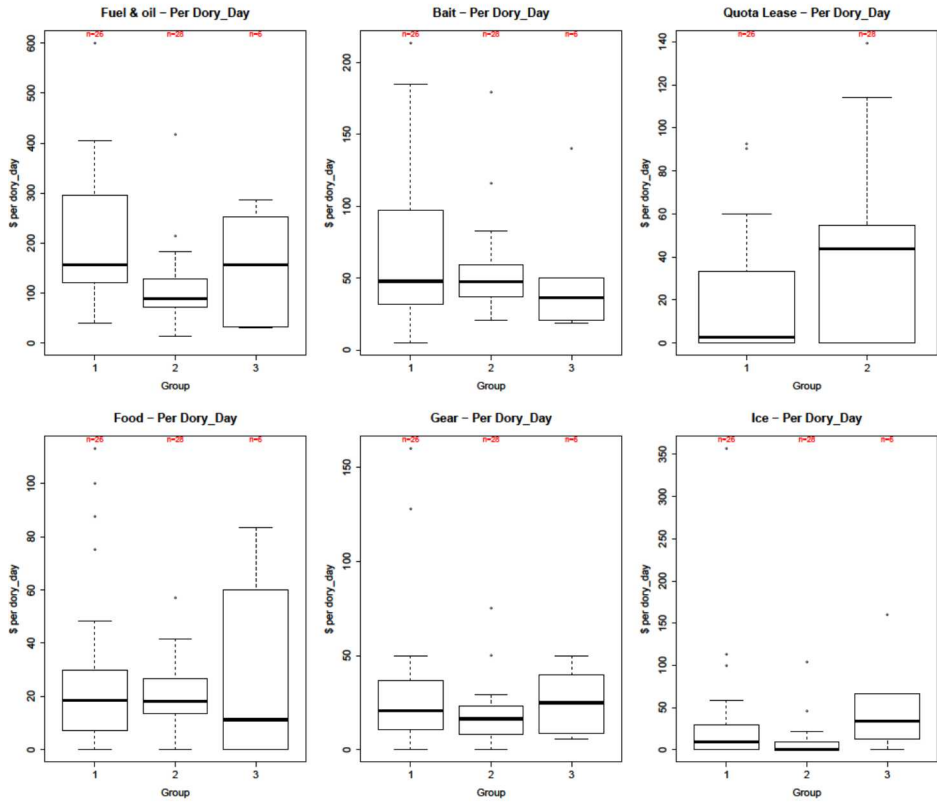 Fuel & oil – Per Dory_Day
n=26 n=28 n=6
600
500
400
300
200
100
0
$ per dory_day
1 2 3
Group
Bait – Per Dory_Day
n=26 n=28 n=6
200
150
100
50
0
$ per dory_day
1 2 3
Group
Quota Lease – Per Dory_Day
n=26 n=28
140
120
100
80
60
40
20
0
$ per dory_day
1 2
Group
Food – Per Dory_Day
n=26 n=28 n=6
100
80
60
40
20
0
$ per dory_day
1 2 3
Group
Gear – Per Dory_Day
n=26 n=28 n=6
150
100
50
0
$ per dory_day
1 2 3
Group
Ice – Per Dory_Day
n=26 n=28 n=6
350
300
250
200
150
100
50
0
$ per dory_day
1 2 3
Group